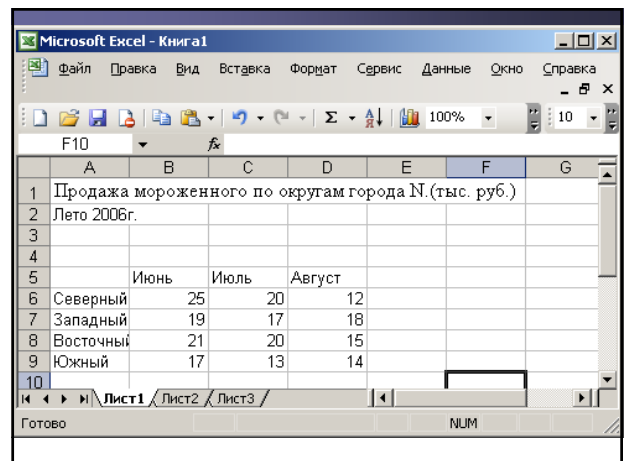 Microsoft Excel - Книга1
Файл Правка Вид Вставка Формат Сервис Данные Окно Справка
Σ 100% 10
F10 fx
A B C D E F G
1 Продажа мороженного по округам города N.(тыс. руб.)
2 Лето 2006г.
3
4
5 Июнь Июль Август
6 Северный 25 20 12
7 Западный 19 17 18
8 Восточный 21 20 15
9 Южный 17 13 14
10
Лист1 Лист2 Лист3
Готово NUM